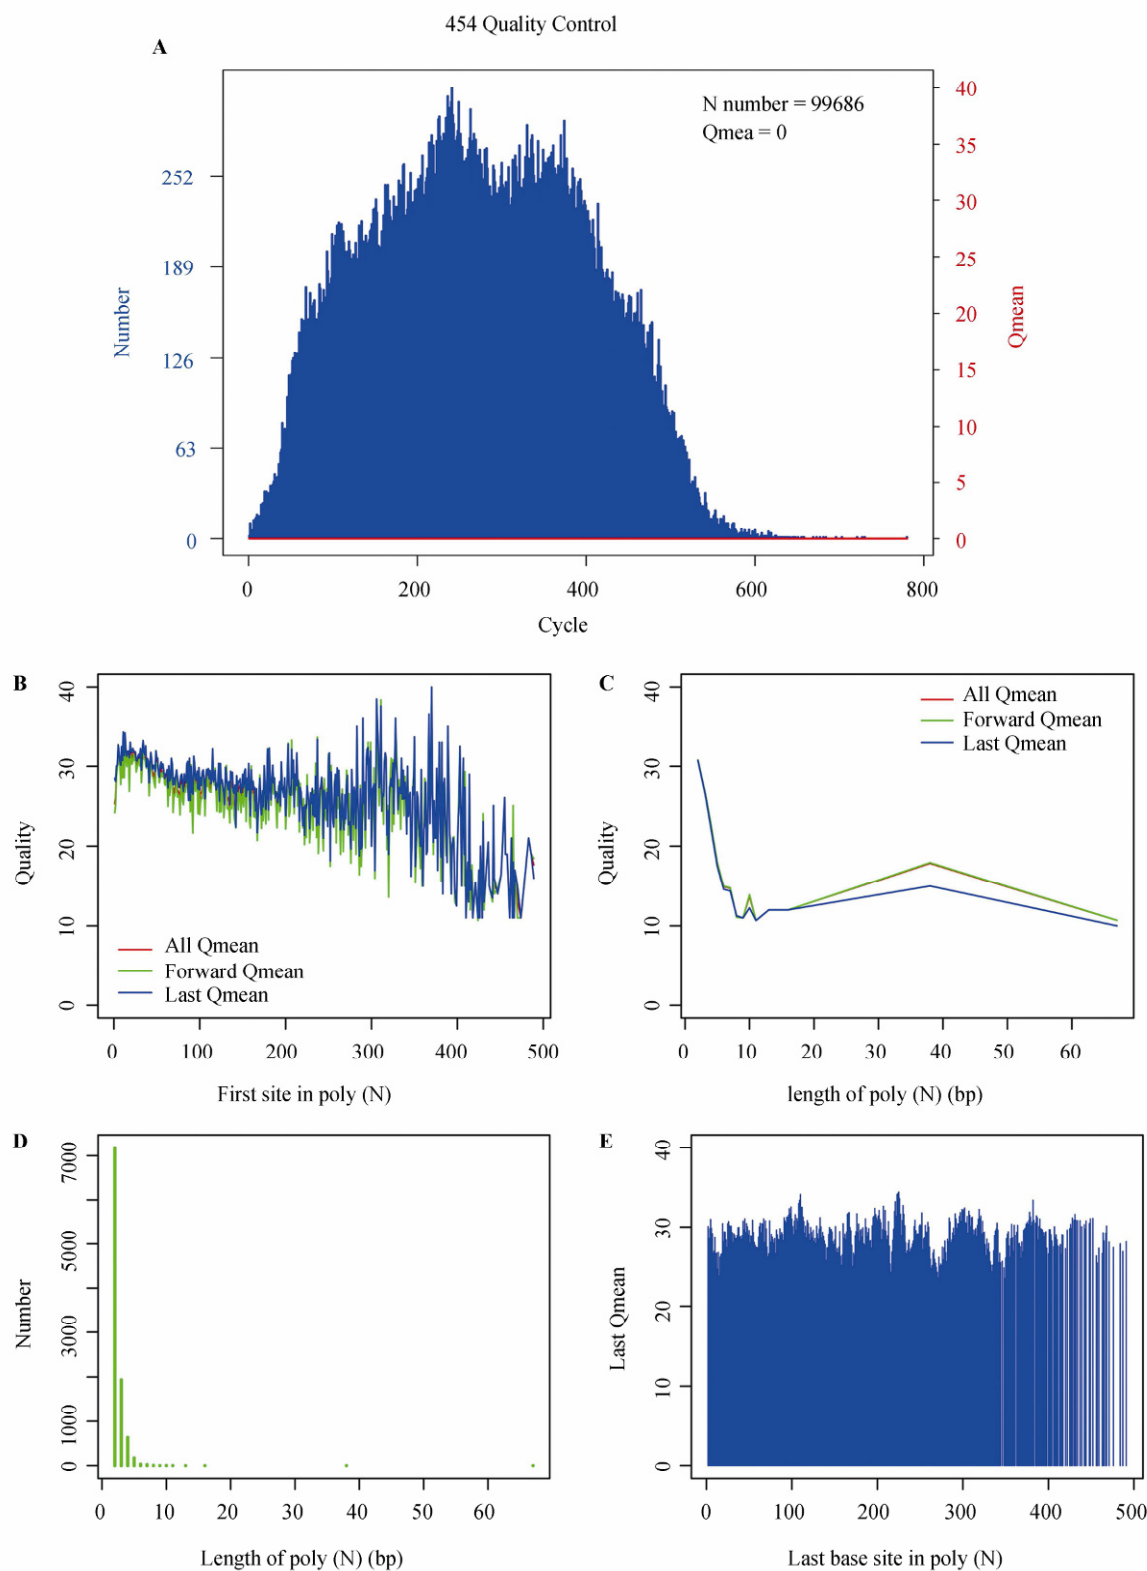 454 Quality Control
A
N number = 99686
Qmea = 0
Number
252
189
126
63
0
Qmean
40
35
30
25
20
15
10
5
0
0 200 400 600 800
Cycle
B
Quality
40
30
20
10
0
All Qmean
Forward Qmean
Last Qmean
0 100 200 300 400 500
First site in poly (N)
C
Quality
40
30
20
10
0
All Qmean
Forward Qmean
Last Qmean
0 10 20 30 40 50 60
length of poly (N) (bp)
D
Number
7000
5000
3000
1000
0
0 10 20 30 40 50 60
Length of poly (N) (bp)
E
Last Qmean
40
30
20
10
0
0 100 200 300 400 500
Last base site in poly (N)